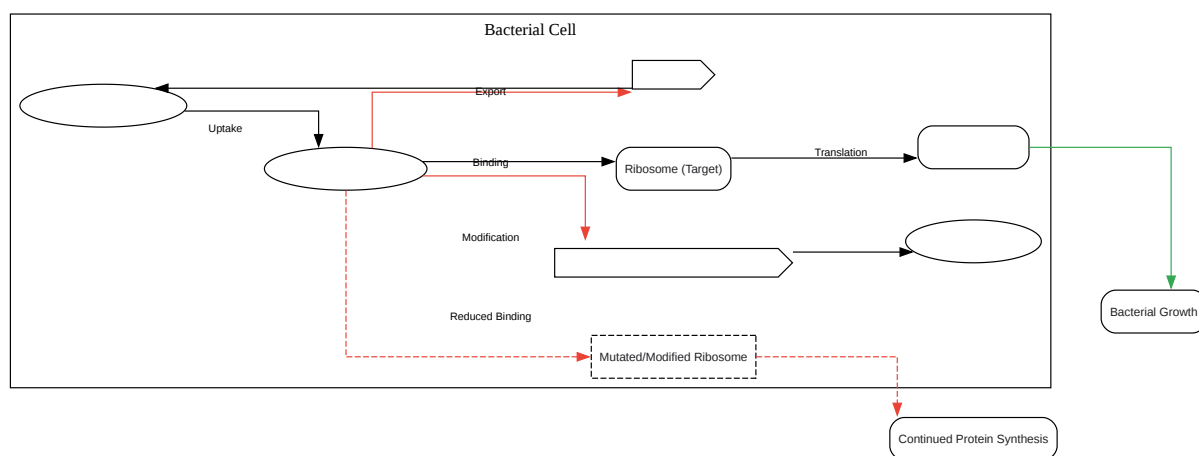 Bacterial Cell
Export
Uptake
Binding
Ribosome (Target)
Translation
Modification
Bacterial Growth
Reduced Binding
Mutated/Modified Ribosome
Continued Protein Synthesis